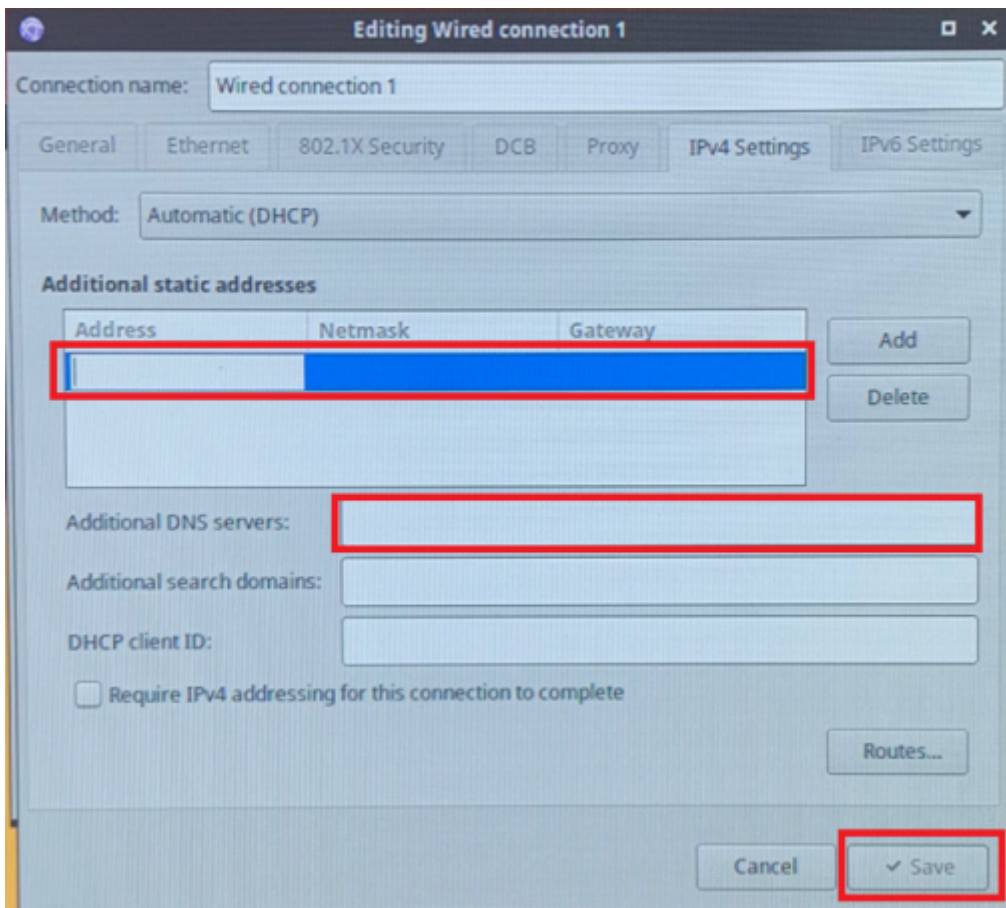 Editing Wired connection 1
Connection name: Wired connection 1
General Ethernet 802.1X Security DCB Proxy IPv4 Settings IPv6 Settings
Method: Automatic (DHCP)
Additional static addresses
Address Netmask Gateway
Add
Delete
Additional DNS servers:
Additional search domains:
DHCP client ID:
Require IPv4 addressing for this connection to complete
Routes...
Cancel Save